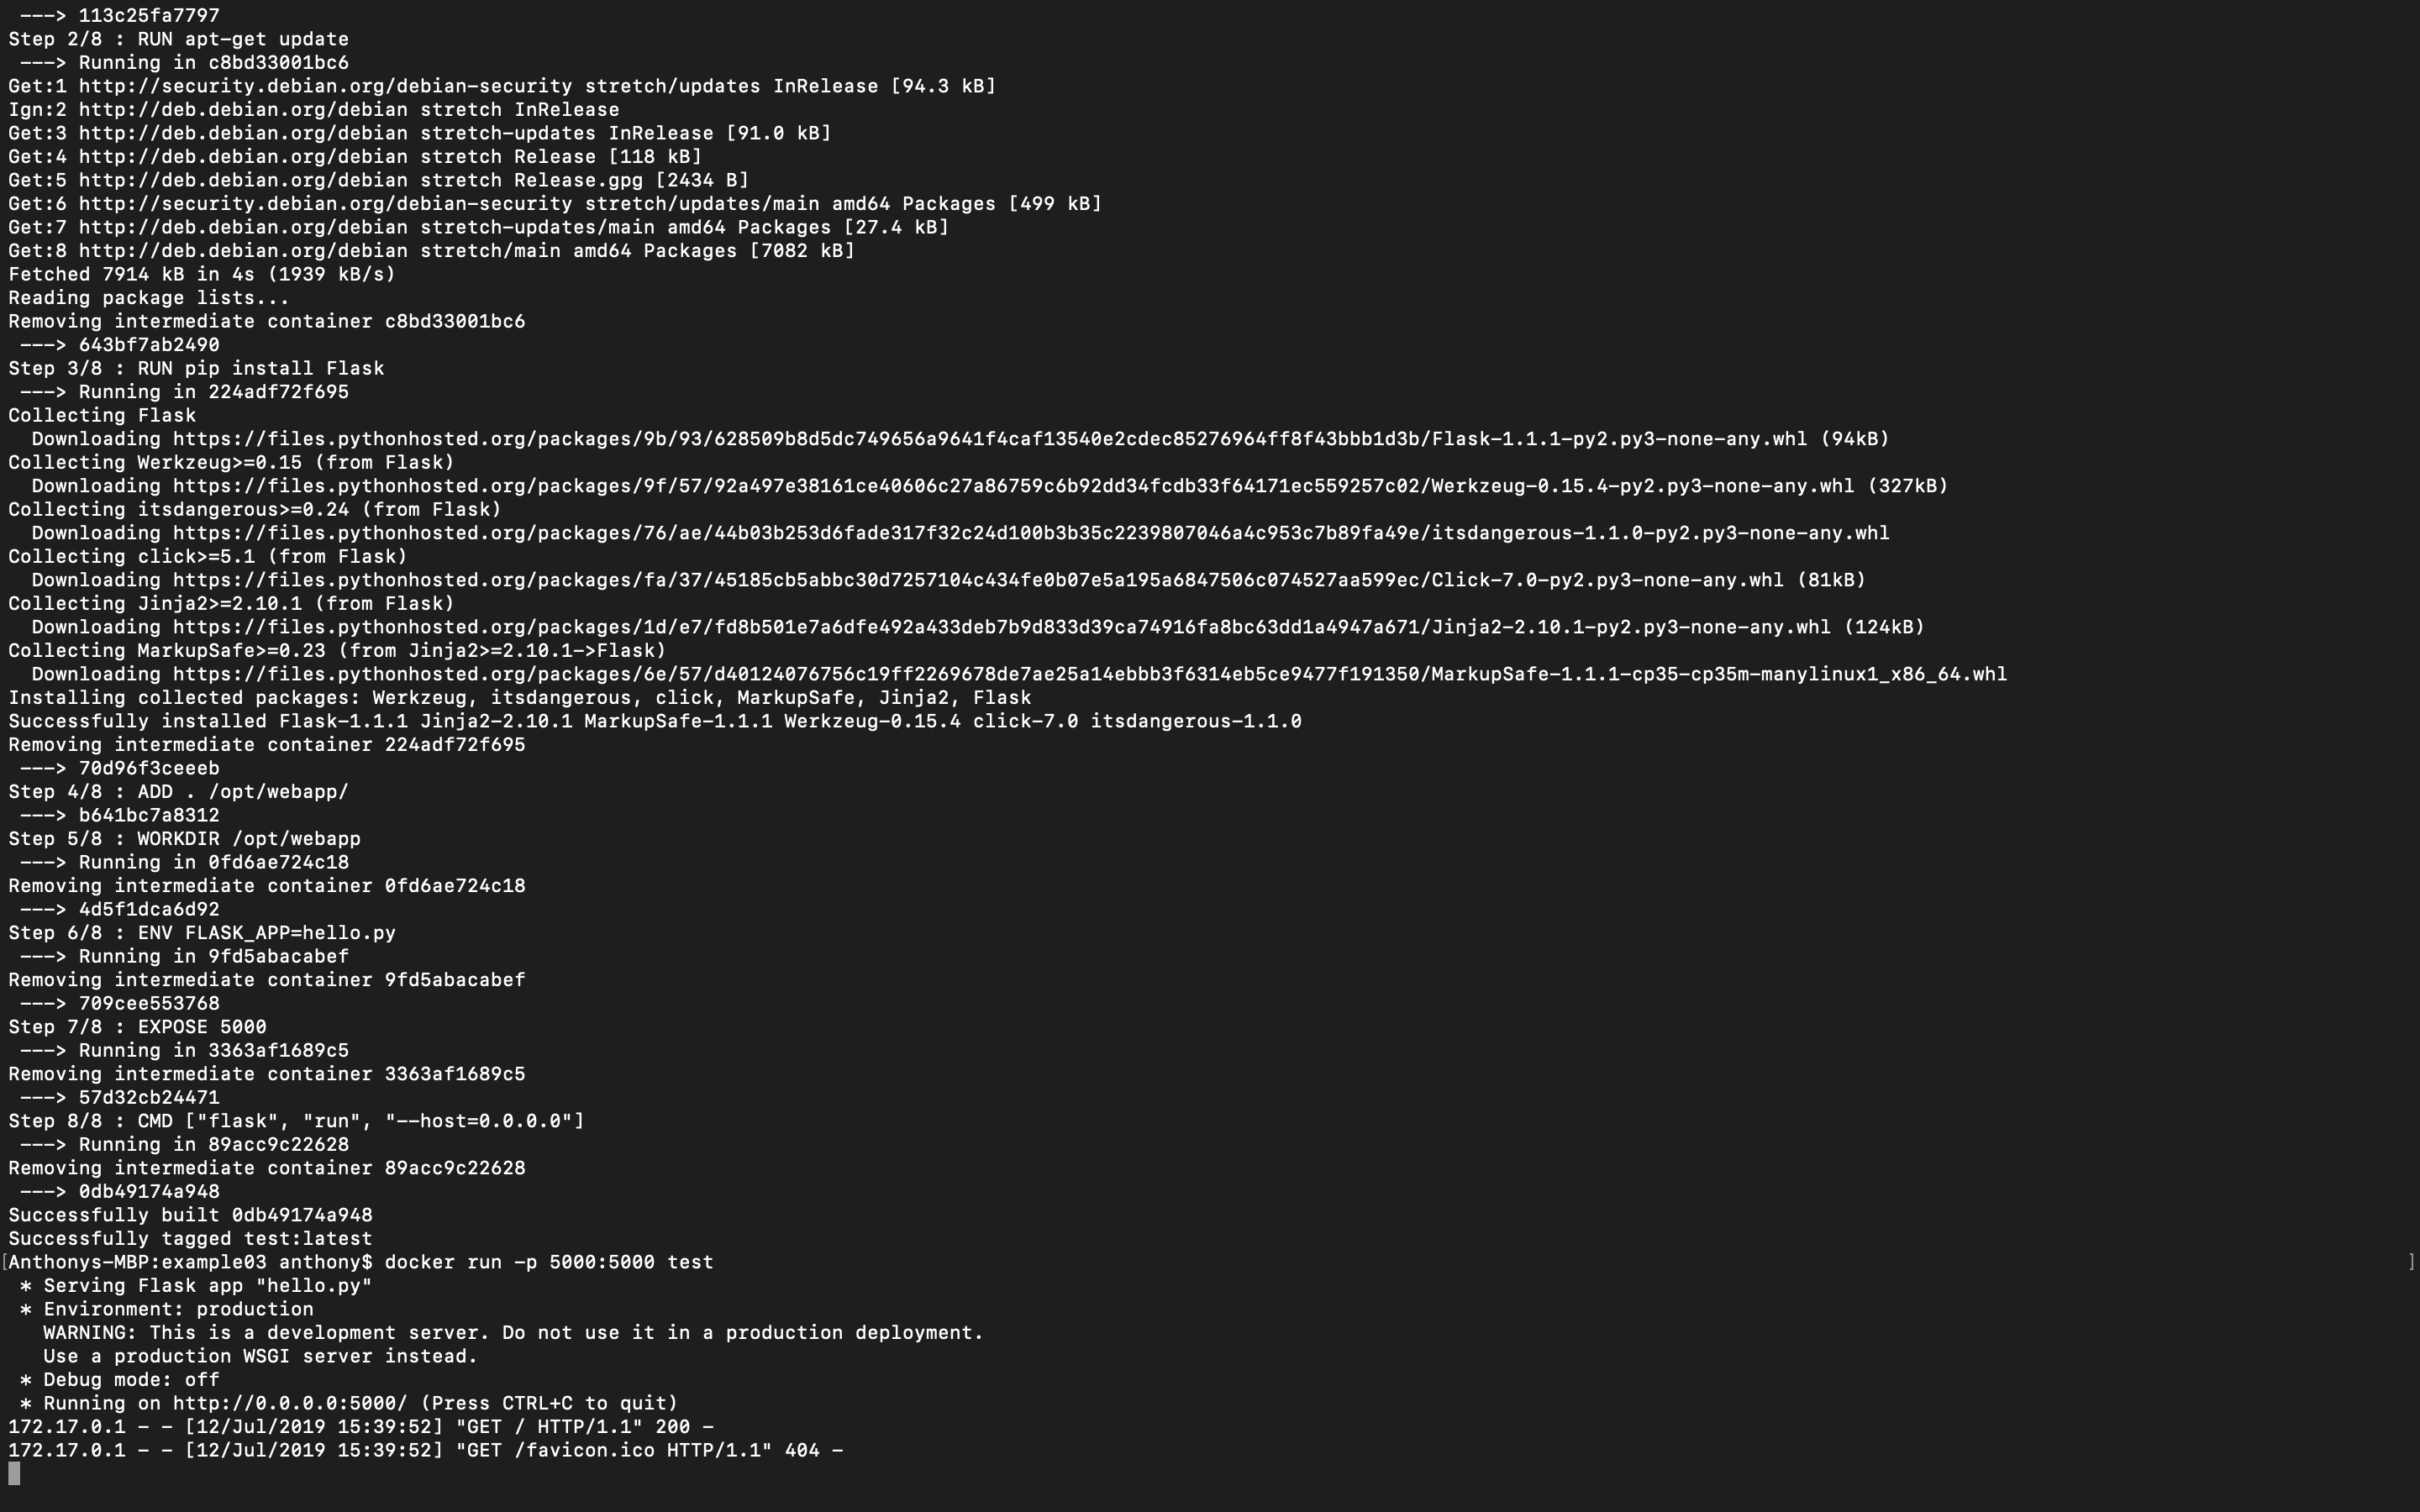 ---> 113c25fa7797
Step 2/8 : RUN apt-get update
 ---> Running in c8bd33001bc6
Get:1 http://security.debian.org/debian-security stretch/updates InRelease [94.3 kB]
Ign:2 http://deb.debian.org/debian stretch InRelease
Get:3 http://deb.debian.org/debian stretch-updates InRelease [91.0 kB]
Get:4 http://deb.debian.org/debian stretch Release [118 kB]
Get:5 http://deb.debian.org/debian stretch Release.gpg [2434 B]
Get:6 http://security.debian.org/debian-security stretch/updates/main amd64 Packages [499 kB]
Get:7 http://deb.debian.org/debian stretch-updates/main amd64 Packages [27.4 kB]
Get:8 http://deb.debian.org/debian stretch/main amd64 Packages [7082 kB]
Fetched 7914 kB in 4s (1939 kB/s)
Reading package lists...
Removing intermediate container c8bd33001bc6
 ---> 643bf7ab2490
Step 3/8 : RUN pip install Flask
 ---> Running in 224adf72f695
Collecting Flask
  Downloading https://files.pythonhosted.org/packages/9b/93/628509b8d5dc749656a9641f4caf13540e2cdec85276964ff8f43bbb1d3b/Flask-1.1.1-py2.py3-none-any.whl (94kB)
Collecting Werkzeug>=0.15 (from Flask)
  Downloading https://files.pythonhosted.org/packages/9f/57/92a497e38161ce40606c27a86759c6b92dd34fcdb33f64171ec559257c02/Werkzeug-0.15.4-py2.py3-none-any.whl (327kB)
Collecting itsdangerous>=0.24 (from Flask)
  Downloading https://files.pythonhosted.org/packages/76/ae/44b03b253d6fade317f32c24d100b3b35c2239807046a4c953c7b89fa49e/itsdangerous-1.1.0-py2.py3-none-any.whl
Collecting click>=5.1 (from Flask)
  Downloading https://files.pythonhosted.org/packages/fa/37/45185cb5abbc30d7257104c434fe0b07e5a195a6847506c074527aa599ec/Click-7.0-py2.py3-none-any.whl (81kB)
Collecting Jinja2>=2.10.1 (from Flask)
  Downloading https://files.pythonhosted.org/packages/1d/e7/fd8b501e7a6dfe492a433deb7b9d833d39ca74916fa8bc63dd1a4947a671/Jinja2-2.10.1-py2.py3-none-any.whl (124kB)
Collecting MarkupSafe>=0.23 (from Jinja2>=2.10.1->Flask)
  Downloading https://files.pythonhosted.org/packages/6e/57/d40124076756c19ff2269678de7ae25a14ebbb3f6314eb5ce9477f191350/MarkupSafe-1.1.1-cp35-cp35m-manylinux1_x86_64.whl
Installing collected packages: Werkzeug, itsdangerous, click, MarkupSafe, Jinja2, Flask
Successfully installed Flask-1.1.1 Jinja2-2.10.1 MarkupSafe-1.1.1 Werkzeug-0.15.4 click-7.0 itsdangerous-1.1.0
Removing intermediate container 224adf72f695
 ---> 70d96f3ceeeb
Step 4/8 : ADD . /opt/webapp/
 ---> b641bc7a8312
Step 5/8 : WORKDIR /opt/webapp
 ---> Running in 0fd6ae724c18
Removing intermediate container 0fd6ae724c18
 ---> 4d5f1dca6d92
Step 6/8 : ENV FLASK_APP=hello.py
 ---> Running in 9fd5abacabef
Removing intermediate container 9fd5abacabef
 ---> 709cee553768
Step 7/8 : EXPOSE 5000
 ---> Running in 3363af1689c5
Removing intermediate container 3363af1689c5
 ---> 57d32cb24471
Step 8/8 : CMD ["flask", "run", "--host=0.0.0.0"]
 ---> Running in 89acc9c22628
Removing intermediate container 89acc9c22628
 ---> 0db49174a948
Successfully built 0db49174a948
Successfully tagged test:latest
[Anthonys-MBP:example03 anthony$ docker run -p 5000:5000 test ]
 * Serving Flask app "hello.py"
 * Environment: production
   WARNING: This is a development server. Do not use it in a production deployment.
   Use a production WSGI server instead.
 * Debug mode: off
 * Running on http://0.0.0.0:5000/ (Press CTRL+C to quit)
172.17.0.1 - - [12/Jul/2019 15:39:52] "GET / HTTP/1.1" 200 -
172.17.0.1 - - [12/Jul/2019 15:39:52] "GET /favicon.ico HTTP/1.1" 404 -